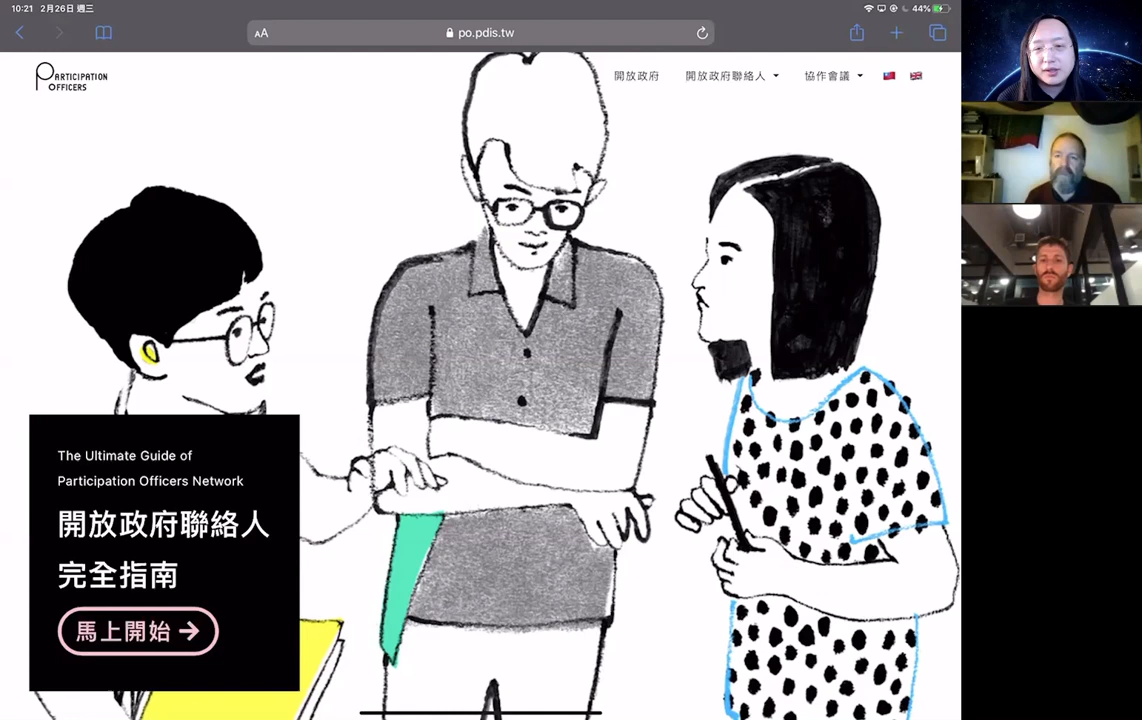 10:21 2月26日 週三
44%
AA
po.pdis.tw
PARTICIPATION
OFFICERS
開放政府
開放政府聯絡人
協作會議
The Ultimate Guide of
Participation Officers Network
開放政府聯絡人
完全指南
馬上開始